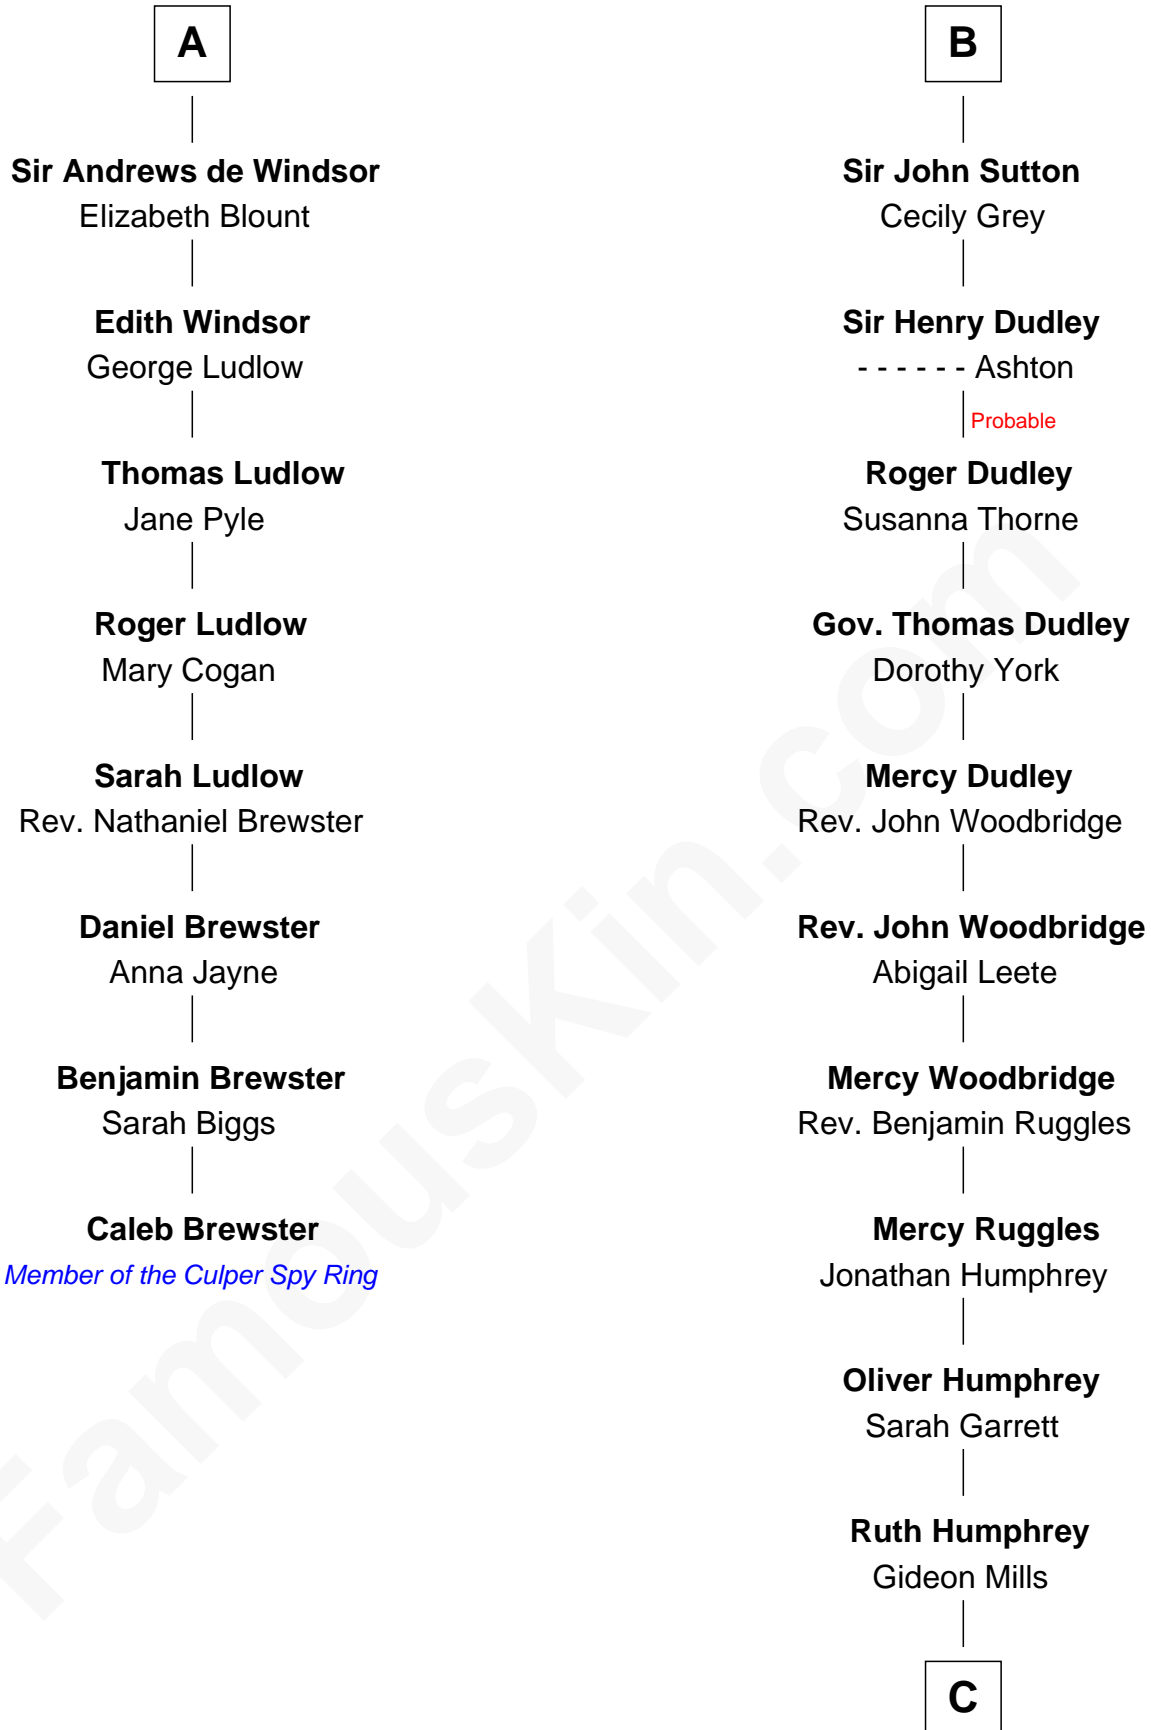 A
Sir Andrews de Windsor
Elizabeth Blount
Edith Windsor
George Ludlow
Thomas Ludlow
Jane Pyle
Roger Ludlow
Mary Cogan
Sarah Ludlow
Rev. Nathaniel Brewster
Daniel Brewster
Anna Jayne
Benjamin Brewster
Sarah Biggs
Caleb Brewster
Member of the Culper Spy Ring
B
Sir John Sutton
Cecily Grey
Sir Henry Dudley
- - - - - - Ashton
Probable
Roger Dudley
Susanna Thorne
Gov. Thomas Dudley
Dorothy York
Mercy Dudley
Rev. John Woodbridge
Rev. John Woodbridge
Abigail Leete
Mercy Woodbridge
Rev. Benjamin Ruggles
Mercy Ruggles
Jonathan Humphrey
Oliver Humphrey
Sarah Garrett
Ruth Humphrey
Gideon Mills
C
FamousKin.com